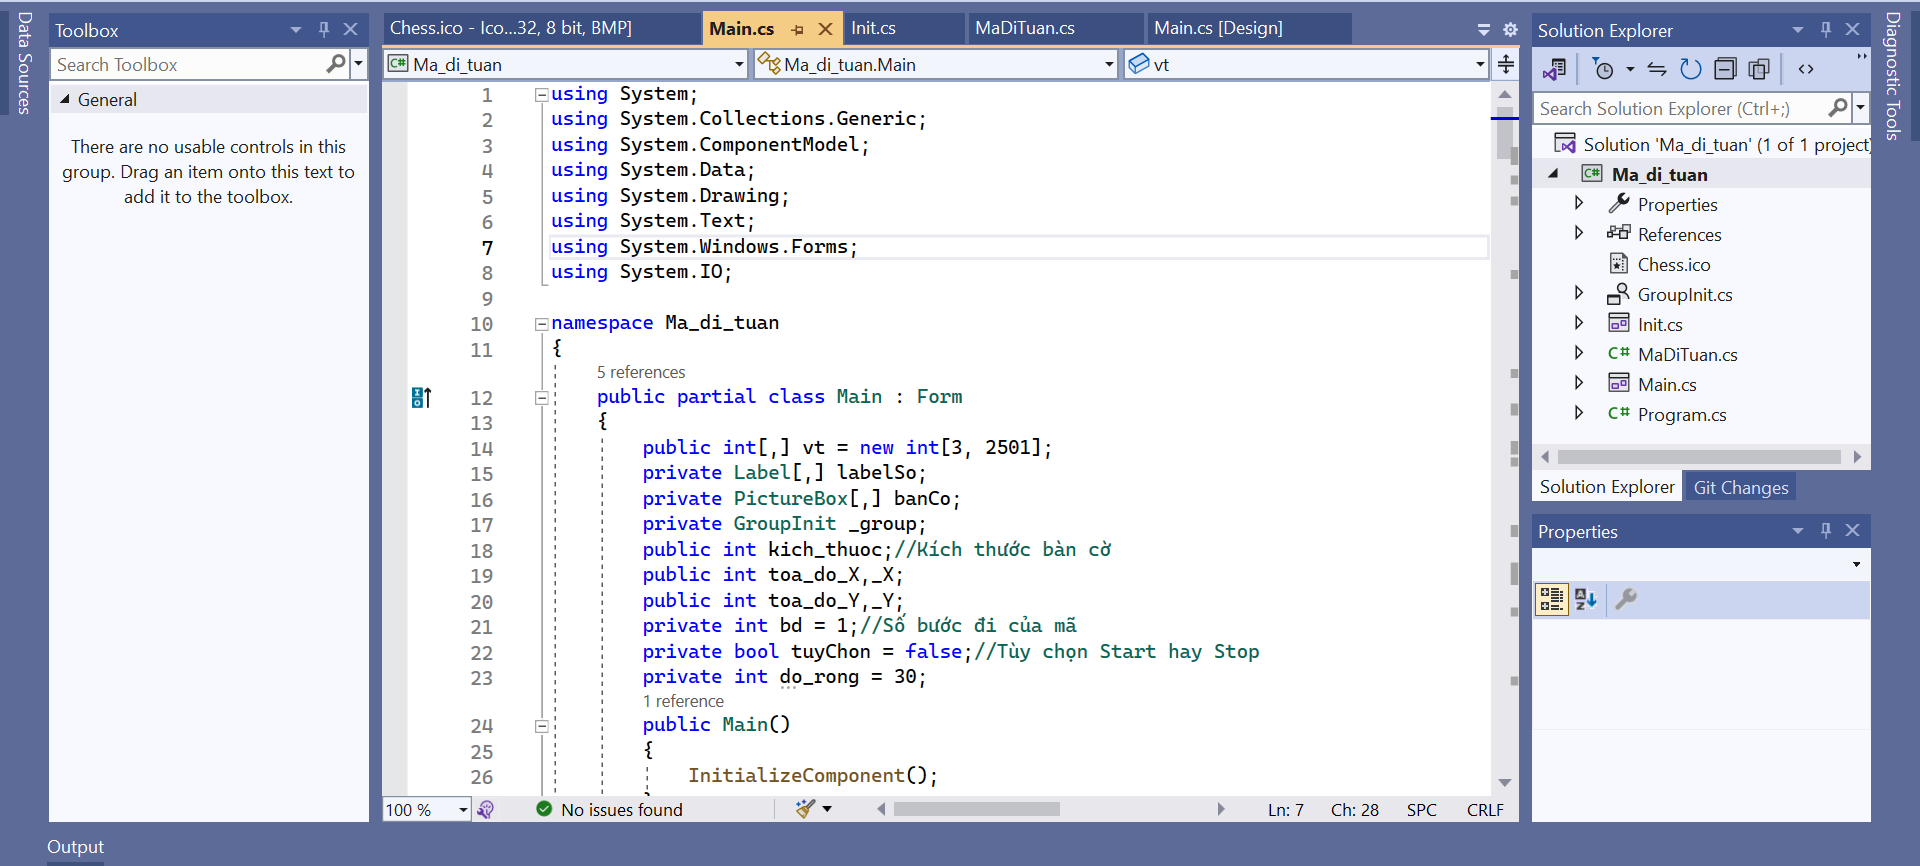 Data Sources
Toolbox
Search Toolbox
General
There are no usable controls in this
group. Drag an item onto this text to
add it to the toolbox.
Chess.ico - Ico...32, 8 bit, BMP]
Main.cs
Init.cs
MaDiTuan.cs
Main.cs [Design]
Ma_di_tuan
Ma_di_tuan.Main
vt
1 using System;
2 using System.Collections.Generic;
3 using System.ComponentModel;
4 using System.Data;
5 using System.Drawing;
6 using System.Text;
7 using System.Windows.Forms;
8 using System.IO;
9
10 namespace Ma_di_tuan
11 {
5 references
12 public partial class Main : Form
13 {
14 public int[,] vt = new int[3, 2501];
15 private Label[,] labelSo;
16 private PictureBox[,] banCo;
17 private GroupInit _group;
18 public int kich_thuoc;//Kích thước bàn cờ
19 public int toa_do_X,_X;
20 public int toa_do_Y,_Y;
21 private int bd = 1;//Số bước đi của mã
22 private bool tuyChon = false;//Tùy chọn Start hay Stop
23 private int do_rong = 30;
1 reference
24 public Main()
25 {
26 InitializeComponent();
100 %
No issues found
Ln: 7
Ch: 28
SPC
CRLF
Output
Solution Explorer
Search Solution Explorer (Ctrl+;)
Solution 'Ma_di_tuan' (1 of 1 project)
C# Ma_di_tuan
Properties
References
Chess.ico
GroupInit.cs
Init.cs
C# MaDiTuan.cs
Main.cs
C# Program.cs
Solution Explorer
Git Changes
Properties
Diagnostic Tools